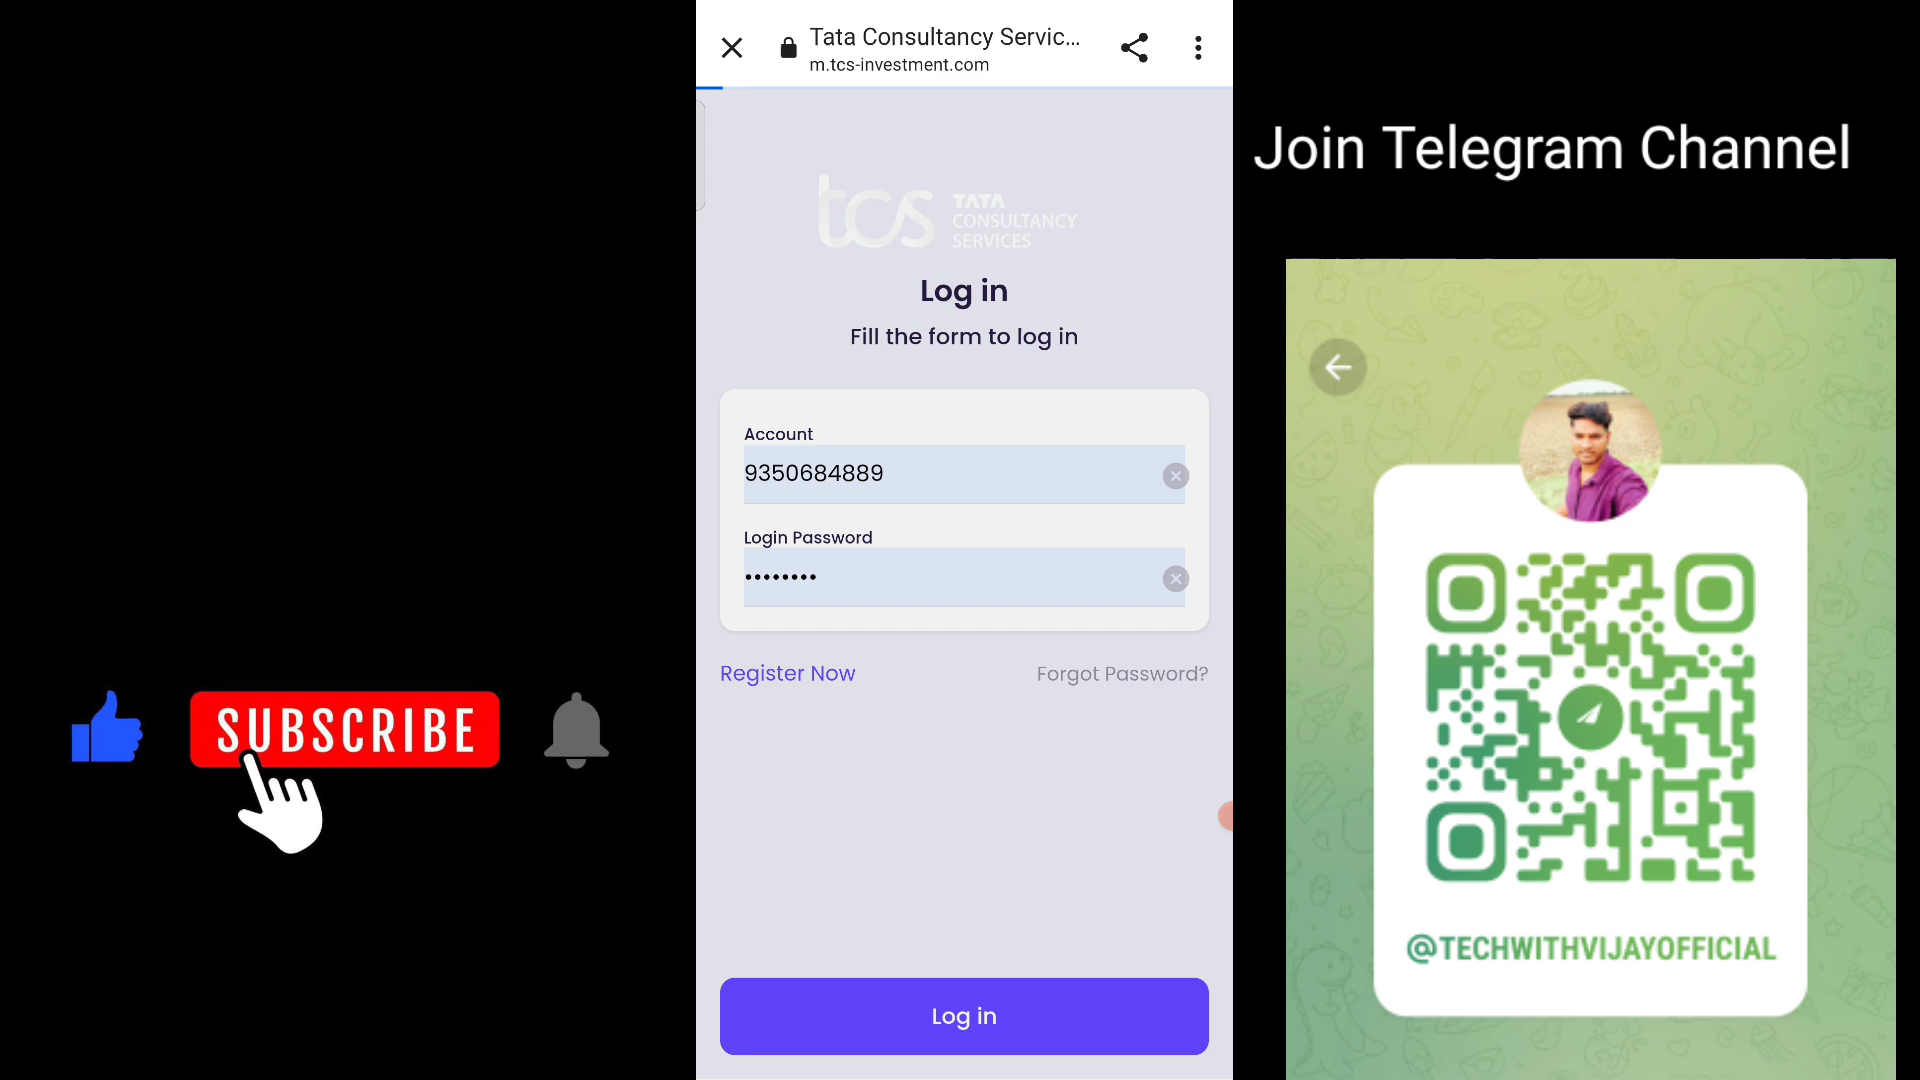 Tata Consultancy Servic...
m.tcs-investment.com
tcs TATA
CONSULTANCY
SERVICES
Log in
Fill the form to log in
Account
9350684889
Login Password
••••••••
Register Now
Forgot Password?
Log in
SUBSCRIBE
Join Telegram Channel
@TECHWITHVIJAYOFFICIAL